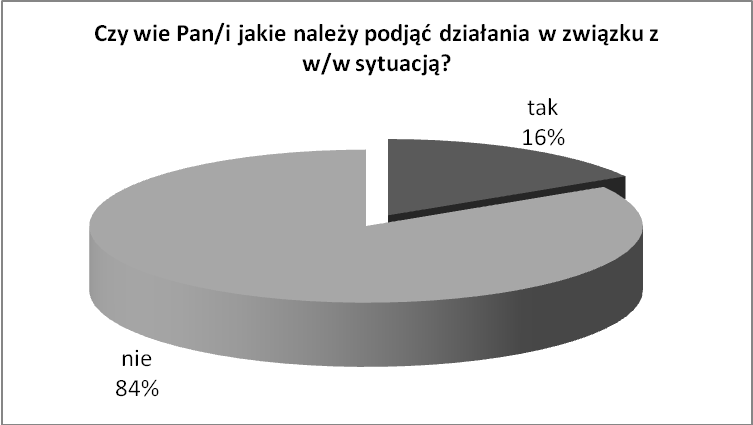 Czy wie Pan/i jakie należy podjąć działania w związku z
w/w sytuacją?
tak
16%
nie
84%